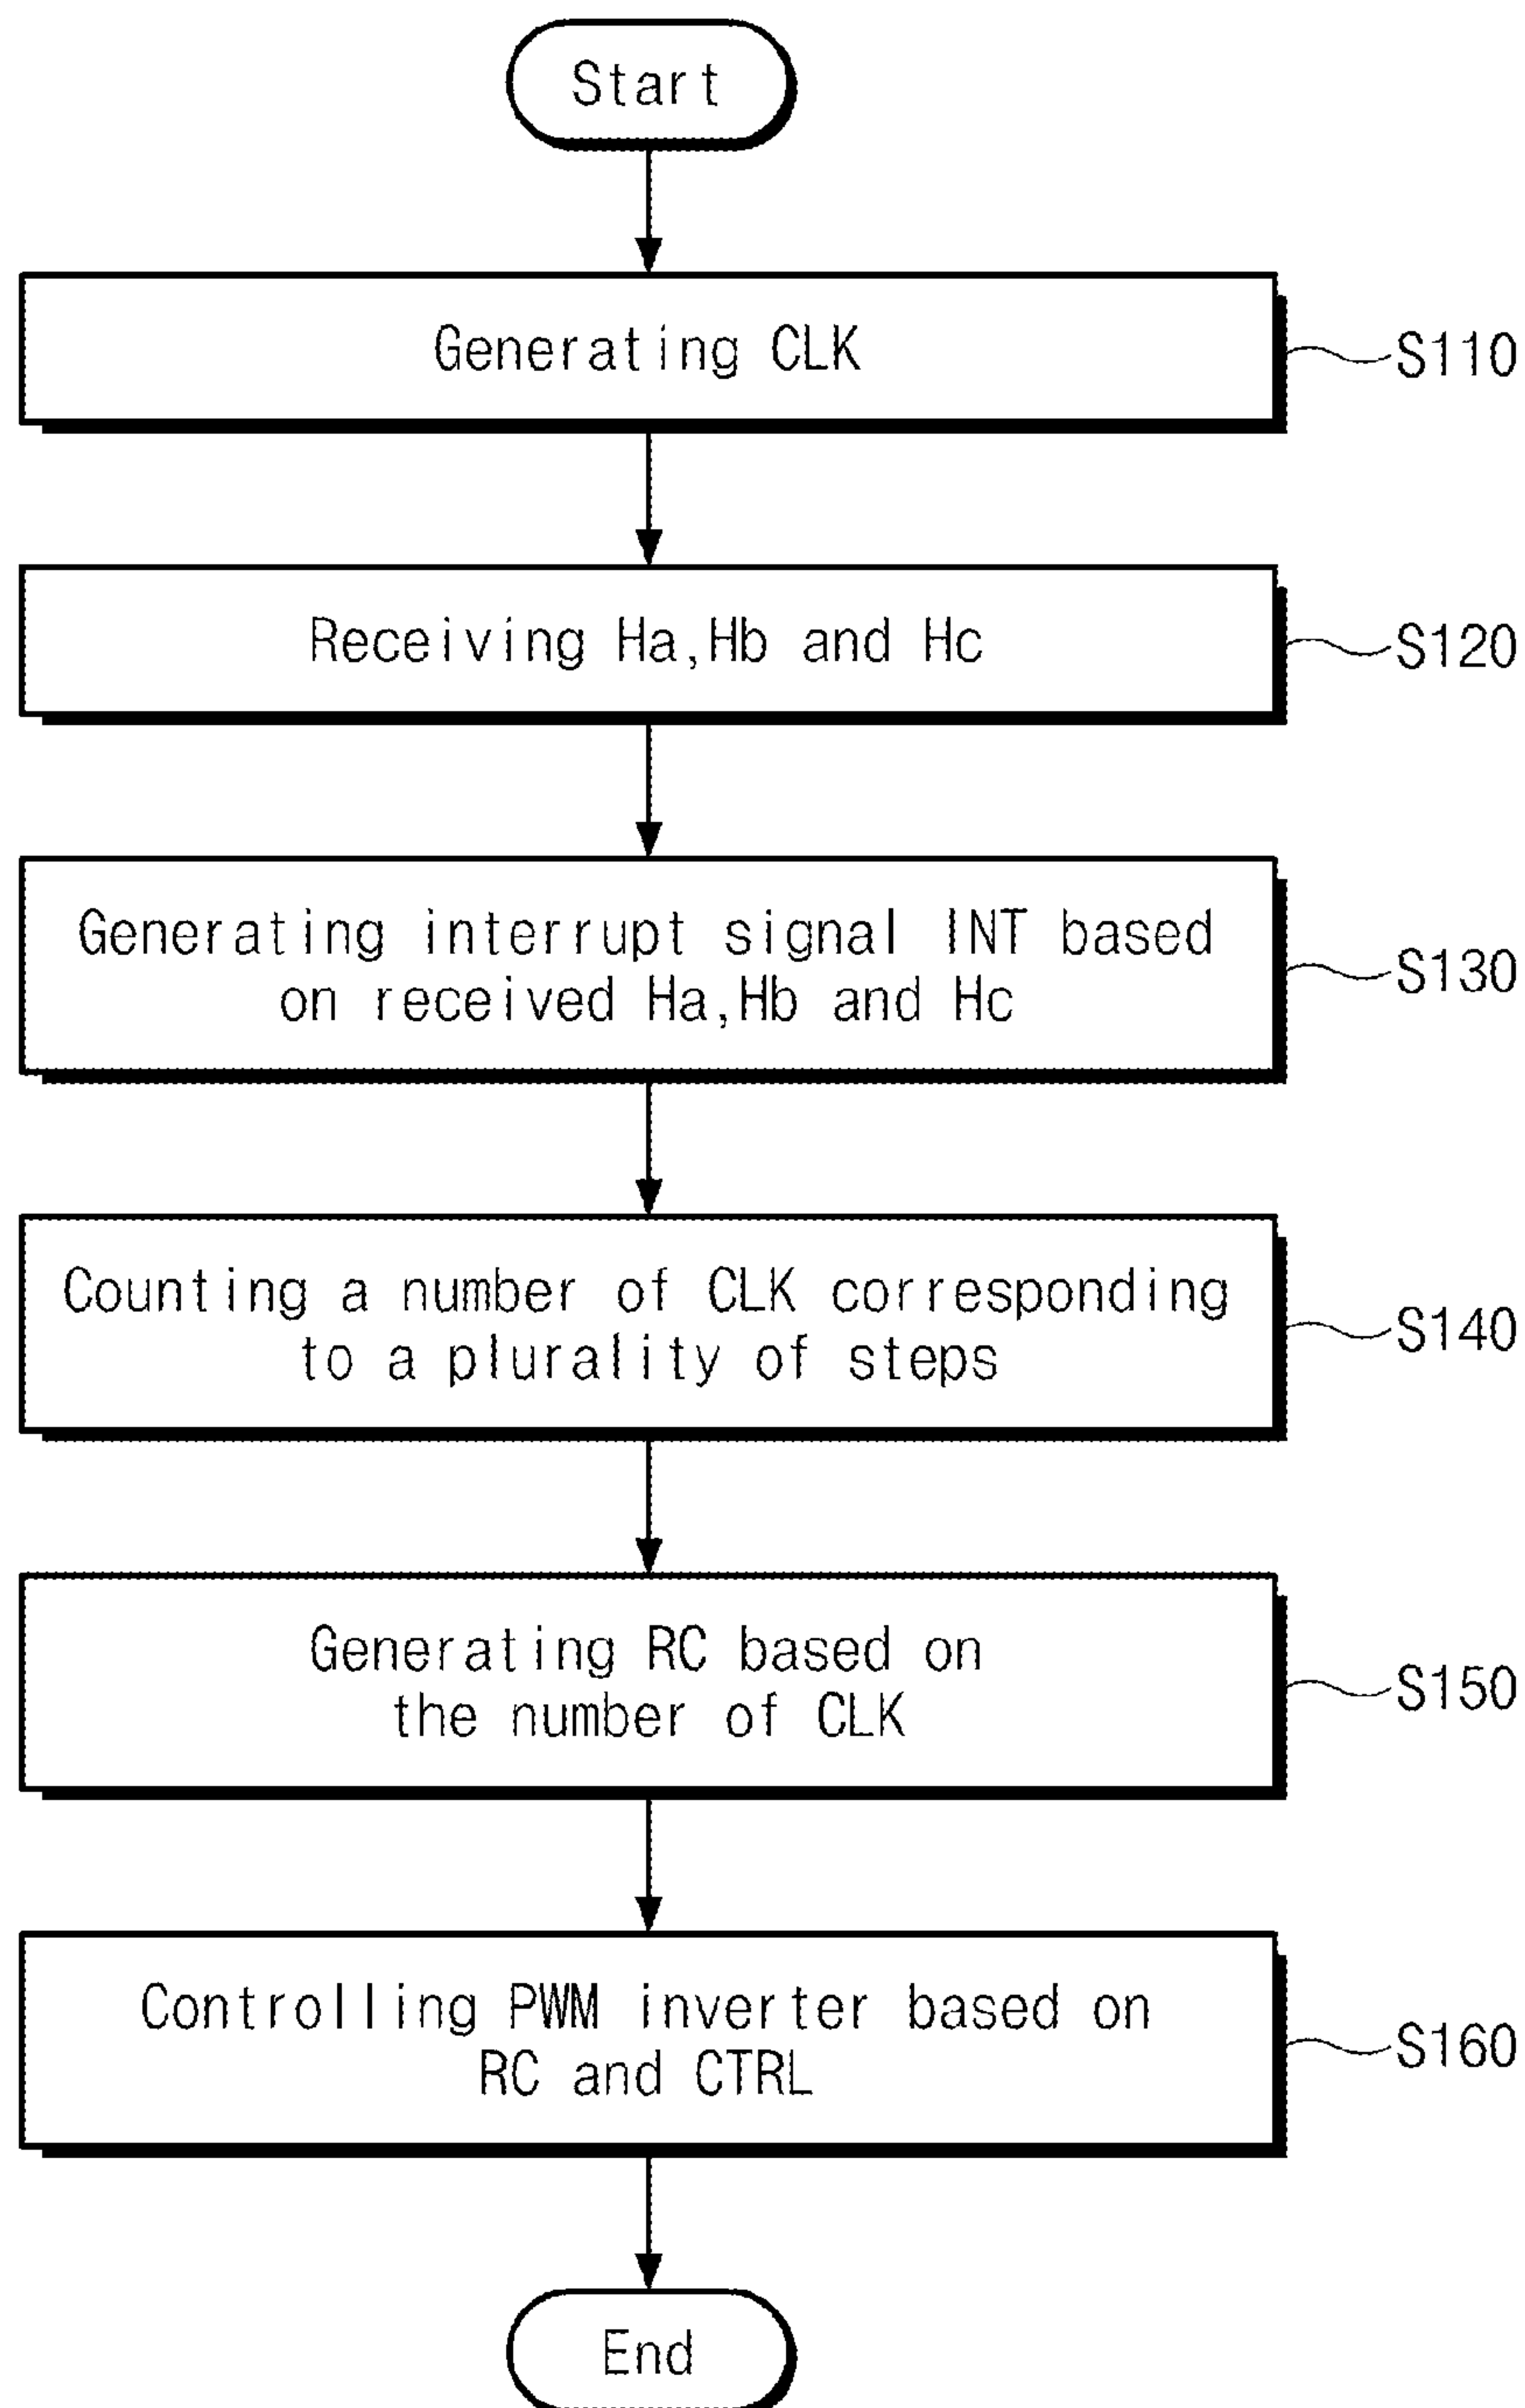 Start
Generating CLK
S110
Receiving Ha,Hb and Hc
S120
Generating interrupt signal INT based
on received Ha,Hb and Hc
S130
Counting a number of CLK corresponding
to a plurality of steps
S140
Generating RC based on
the number of CLK
S150
Controlling PWM inverter based on
RC and CTRL
S160
End